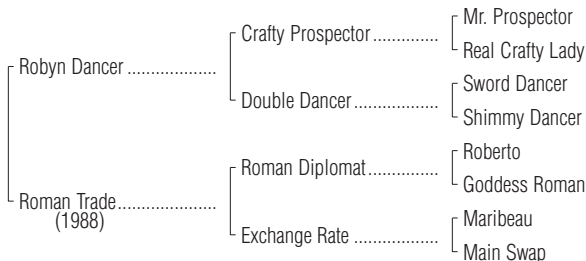 Mr. Prospector
Crafty Prospector ...............
Real Crafty Lady
Robyn Dancer ....................
Sword Dancer
Double Dancer ...................
Shimmy Dancer
Roberto
Roman Diplomat ................
Goddess Roman
Roman Trade ......................
(1988)
Maribeau
Exchange Rate ...................
Main Swap